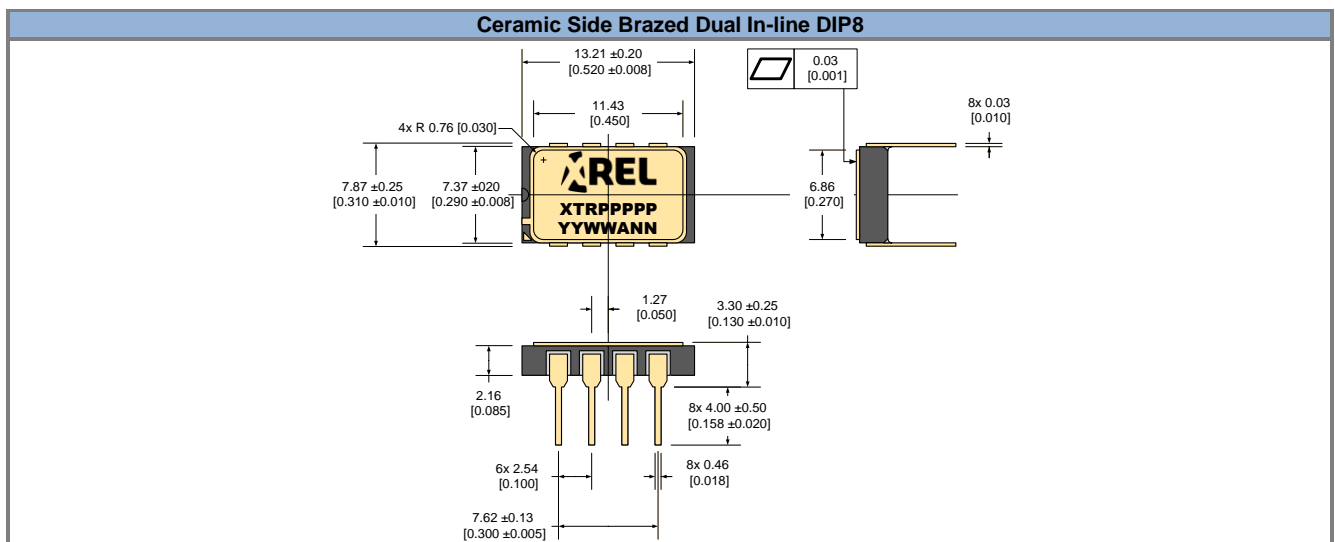 Ceramic Side Brazed Dual In-line DIP8
13.21 ±0.20
[0.520 ±0.008]
0.03
[0.001]
11.43
[0.450]
8x 0.03
[0.010]
4x R 0.76 [0.030]
+
XREL
XTRPPPPP
YYWWANN
7.87 ±0.25
[0.310 ±0.010]
7.37 ±020
[0.290 ±0.008]
6.86
[0.270]
1.27
[0.050]
3.30 ±0.25
[0.130 ±0.010]
2.16
[0.085]
8x 4.00 ±0.50
[0.158 ±0.020]
6x 2.54
[0.100]
8x 0.46
[0.018]
7.62 ±0.13
[0.300 ±0.005]